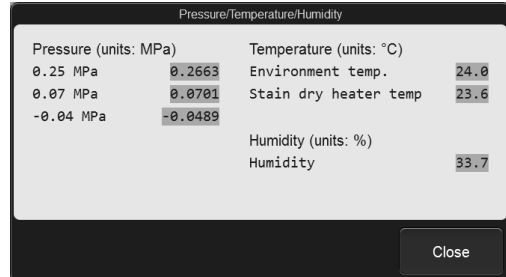 Pressure/Temperature/Humidity
Pressure (units: MPa)
0.25 MPa 0.2663
0.07 MPa 0.0701
-0.04 MPa -0.0489
Temperature (units: °C)
Environment temp. 24.0
Stain dry heater temp 23.6
Humidity (units: %)
Humidity 33.7
Close